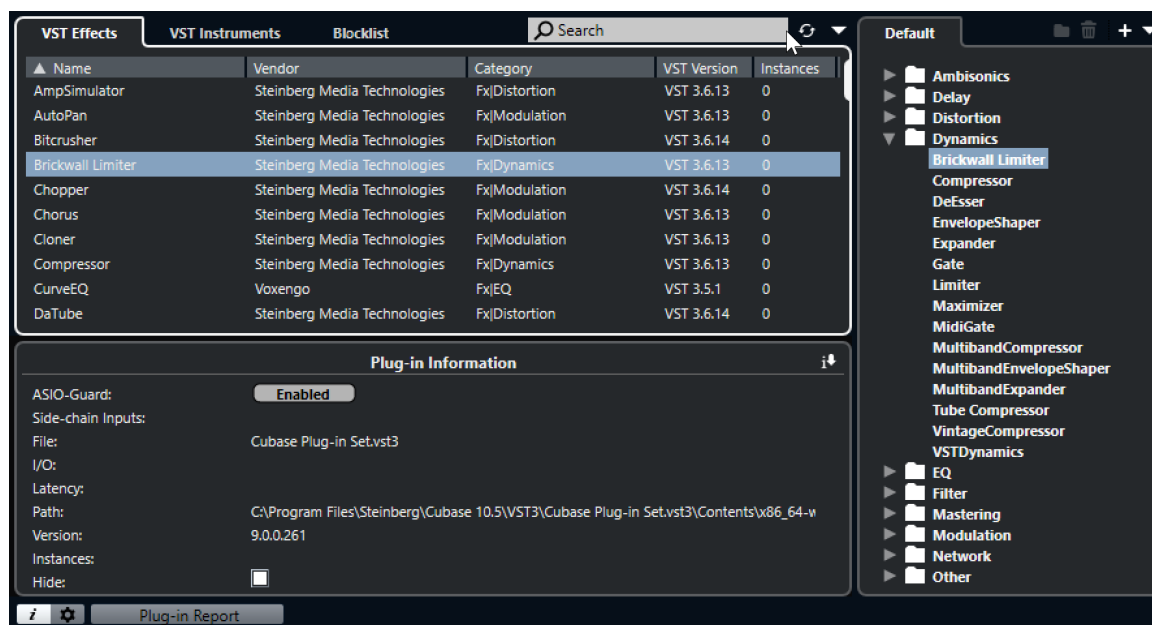 VST Effects VST Instruments Blocklist Search
Name Vendor Category VST Version Instances
AmpSimulator Steinberg Media Technologies Fx|Distortion VST 3.6.13 0
AutoPan Steinberg Media Technologies Fx|Modulation VST 3.6.13 0
Bitcrusher Steinberg Media Technologies Fx|Distortion VST 3.6.14 0
Brickwall Limiter Steinberg Media Technologies Fx|Dynamics VST 3.6.13 0
Chopper Steinberg Media Technologies Fx|Modulation VST 3.6.14 0
Chorus Steinberg Media Technologies Fx|Modulation VST 3.6.13 0
Cloner Steinberg Media Technologies Fx|Modulation VST 3.6.13 0
Compressor Steinberg Media Technologies Fx|Dynamics VST 3.6.13 0
CurveEQ Voxengo Fx|EQ VST 3.5.1 0
DaTube Steinberg Media Technologies Fx|Distortion VST 3.6.14 0
Plug-in Information
ASIO-Guard: Enabled
Side-chain Inputs:
File: Cubase Plug-in Set.vst3
I/O:
Latency:
Path: C:\Program Files\Steinberg\Cubase 10.5\VST3\Cubase Plug-in Set.vst3\Contents\x86_64-w
Version: 9.0.0.261
Instances:
Hide:
i Plug-in Report
Default
Ambisonics
Delay
Distortion
Dynamics
Brickwall Limiter
Compressor
DeEsser
EnvelopeShaper
Expander
Gate
Limiter
Maximizer
MidiGate
MultibandCompressor
MultibandEnvelopeShaper
MultibandExpander
Tube Compressor
VintageCompressor
VSTDynamics
EQ
Filter
Mastering
Modulation
Network
Other